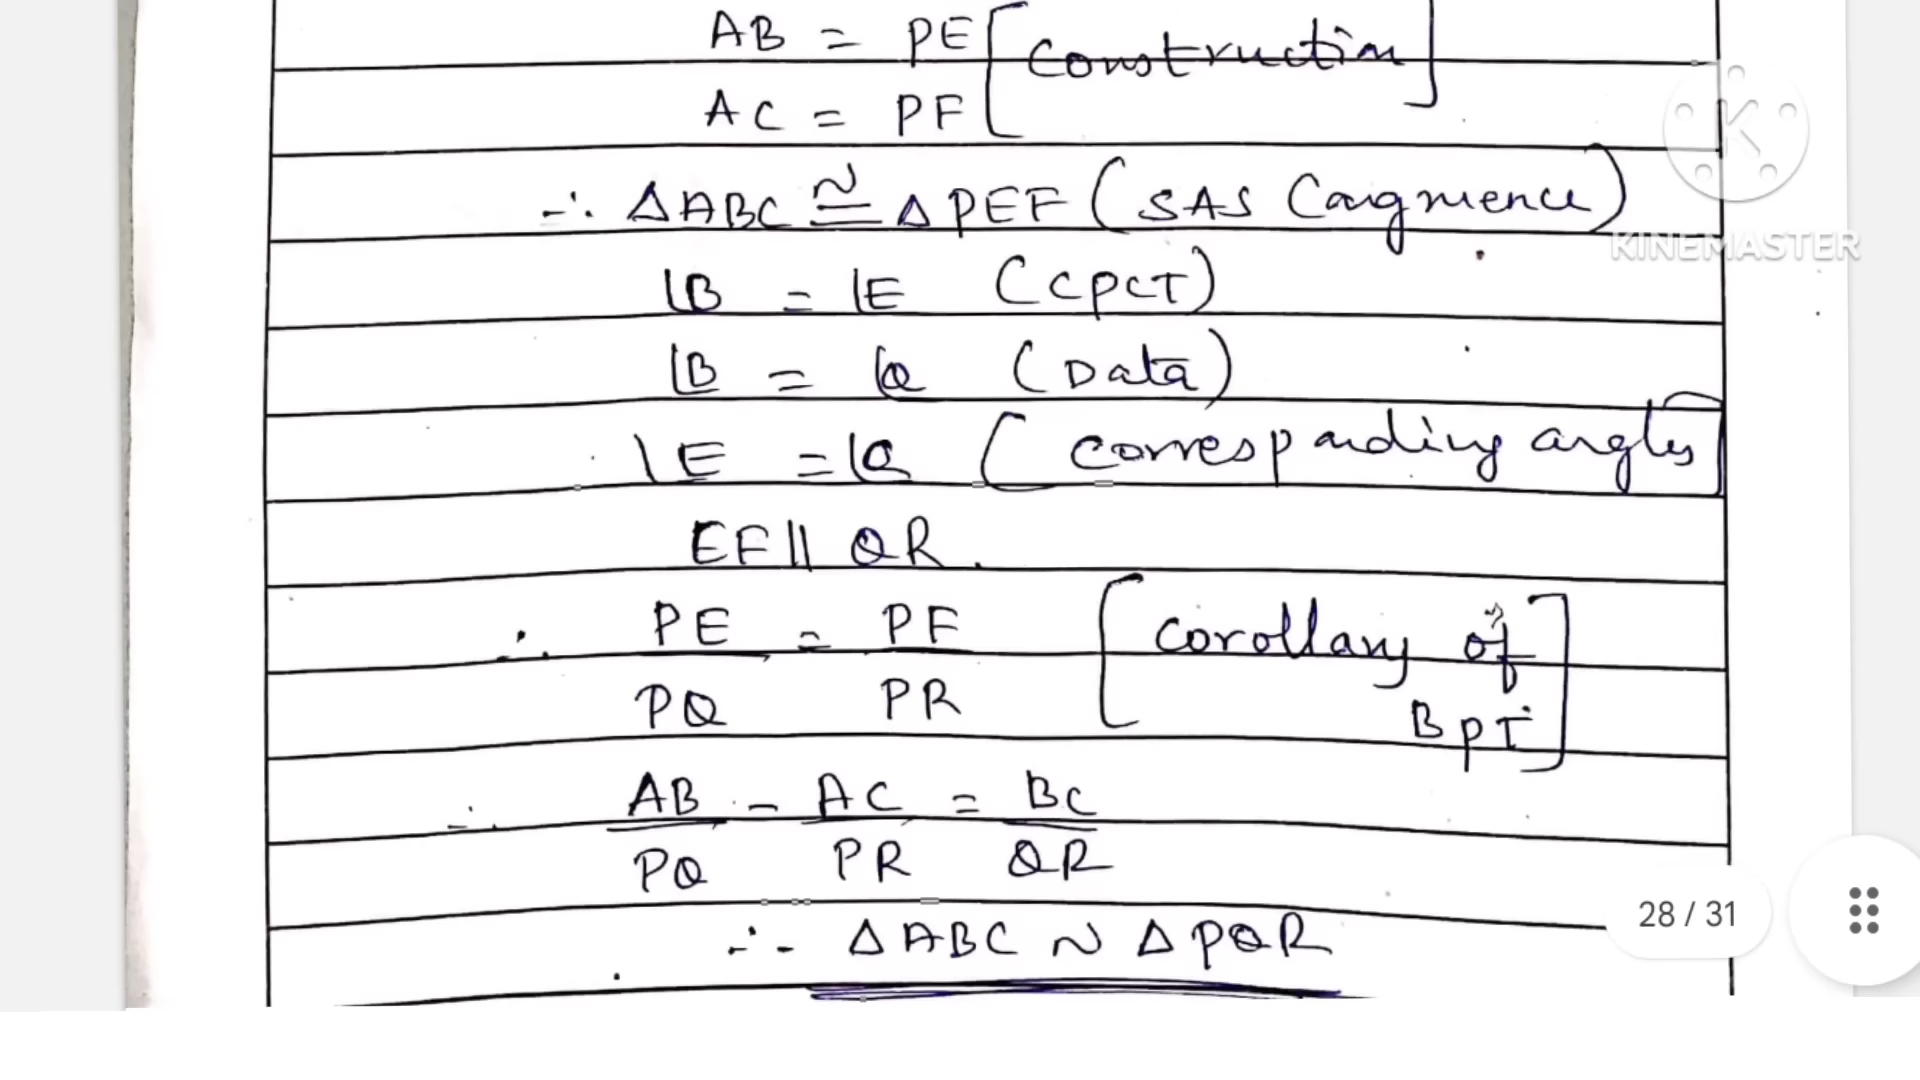 AB = PE [Construction]
AC = PF
∴ ΔABC ≅ ΔPEF (SAS Congruence)
∠B = ∠E (CPCT)
∠B = ∠Q (Data)
∠E = ∠Q (Corresponding angles)
EF || QR.
∴ PE/PQ = PF/PR [Corollary of BPT]
∴ AB/PQ = AC/PR = BC/QR
∴ ΔABC ~ ΔPQR
KINEMASTER
28 / 31